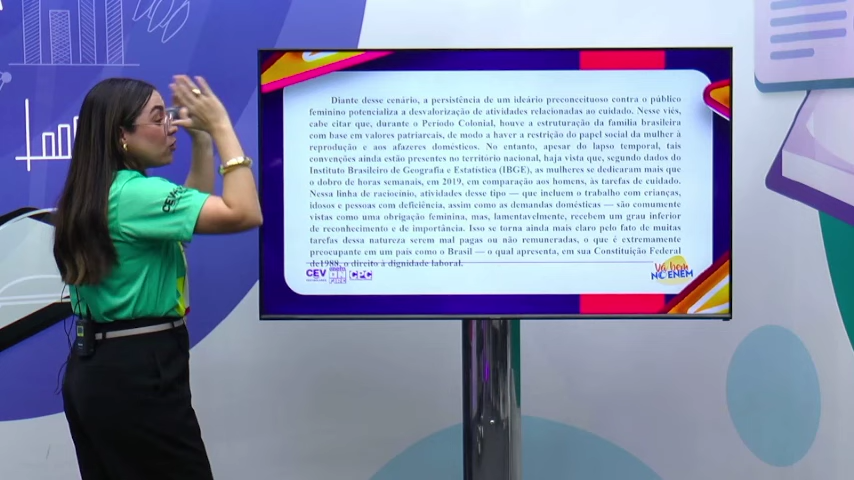 Diante desse cenário, a persistência de um ideário preconceituoso contra o público
feminino potencializa a desvalorização de atividades relacionadas ao cuidado. Nesse viés,
cabe citar que, durante o Período Colonial, houve a estruturação da família brasileira
com base em valores patriarcais, de modo a haver a restrição do papel social da mulher à
reprodução e aos afazeres domésticos. No entanto, apesar do lapso temporal, tais
convenções ainda estão presentes no território nacional, haja vista que, segundo dados do
Instituto Brasileiro de Geografia e Estatística (IBGE), as mulheres se dedicaram mais que
o dobro de horas semanais, em 2019, em comparação aos homens, às tarefas de cuidado.
Nessa linha de raciocínio, atividades desse tipo — que incluem o trabalho com crianças,
idosos e pessoas com deficiência, assim como as demandas domésticas — são comumente
vistas como uma obrigação feminina, mas, lamentavelmente, recebem um grau inferior
de reconhecimento e de importância. Isso se torna ainda mais claro pelo fato de muitas
tarefas dessa natureza serem mal pagas ou não remuneradas, o que é extremamente
preocupante em um país como o Brasil — o qual apresenta, em sua Constituição Federal
de1988, o direito à dignidade laboral.
CEV
CPC
Vá bem
NO ENEM